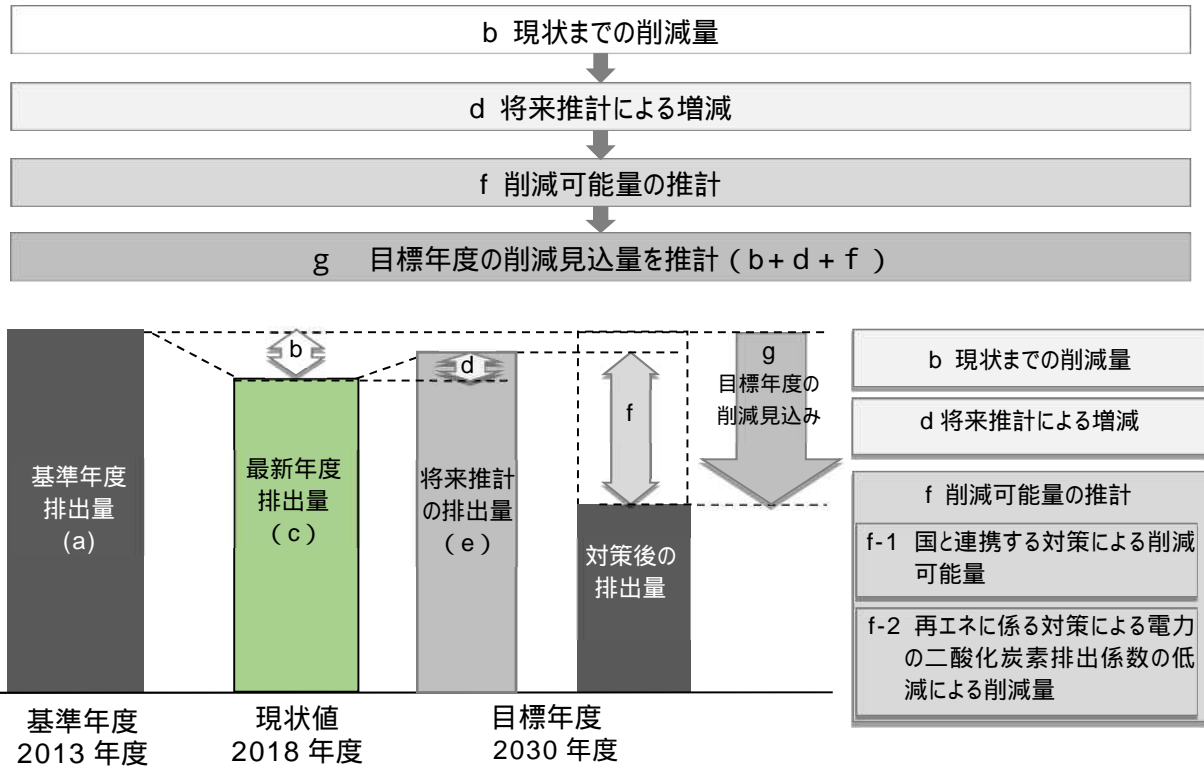 b 現状までの削減量
d 将来推計による増減
f 削減可能量の推計
g 目標年度の削減見込量を推計（b+d+f）
基準年度
排出量
(a)
b
最新年度
排出量
（c）
d
将来推計
の排出量
（e）
f
対策後の
排出量
g
目標年度の
削減見込み
b 現状までの削減量
d 将来推計による増減
f 削減可能量の推計
f-1 国と連携する対策による削減
可能量
f-2 再エネに係る対策による電力
の二酸化炭素排出係数の低
減による削減量
基準年度
2013 年度
現状値
2018 年度
目標年度
2030 年度